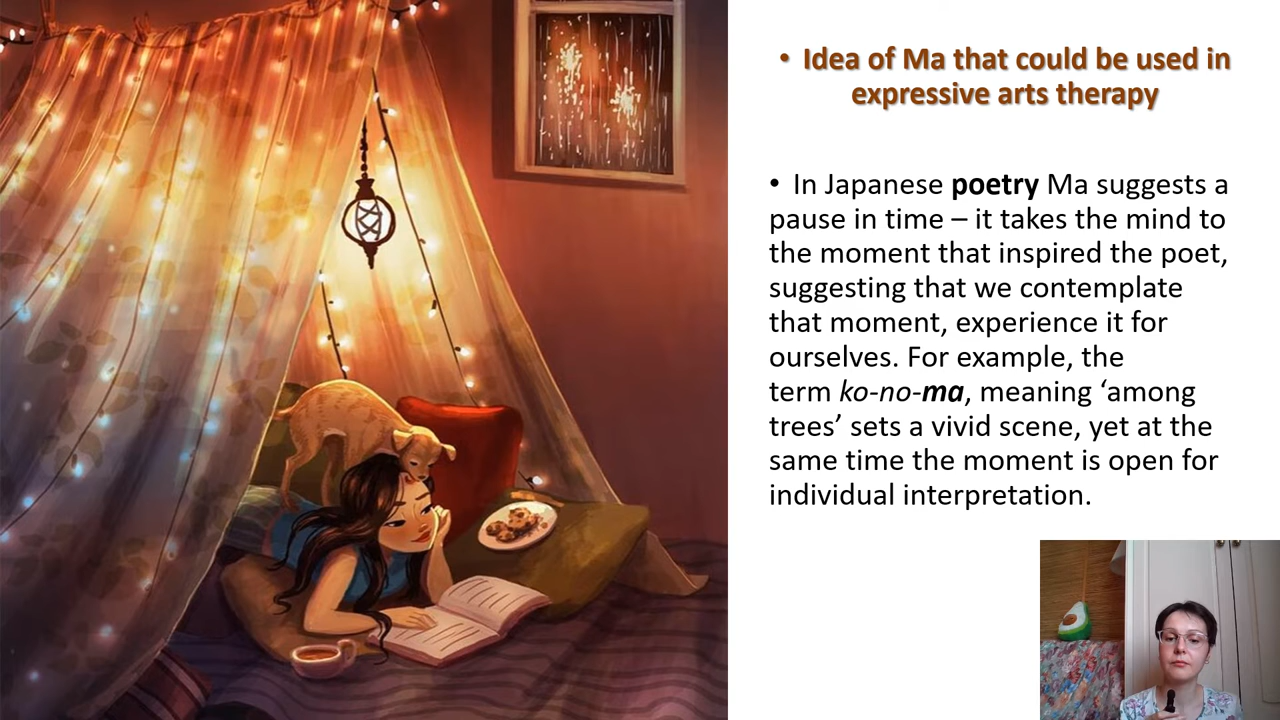 • Idea of Ma that could be used in
expressive arts therapy
• In Japanese poetry Ma suggests a
pause in time – it takes the mind to
the moment that inspired the poet,
suggesting that we contemplate
that moment, experience it for
ourselves. For example, the
term ko-no-ma, meaning ‘among
trees’ sets a vivid scene, yet at the
same time the moment is open for
individual interpretation.